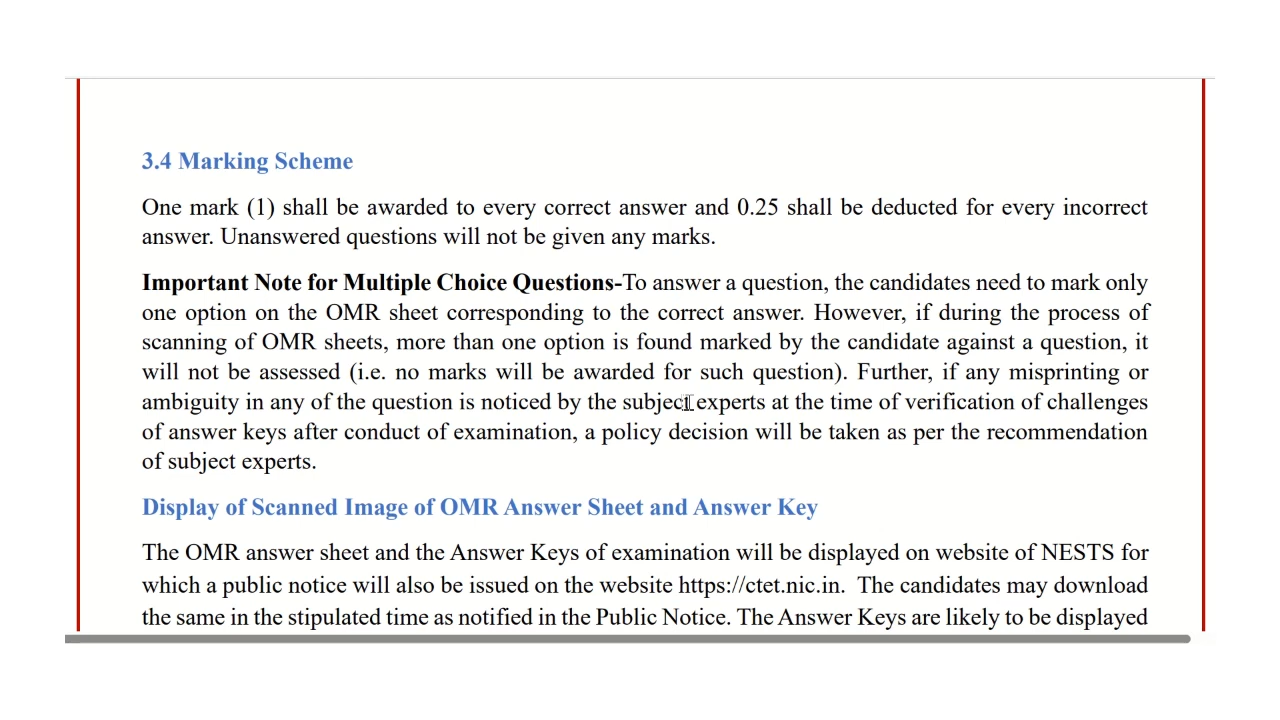 3.4 Marking Scheme
One mark (1) shall be awarded to every correct answer and 0.25 shall be deducted for every incorrect
answer. Unanswered questions will not be given any marks.
Important Note for Multiple Choice Questions-To answer a question, the candidates need to mark only
one option on the OMR sheet corresponding to the correct answer. However, if during the process of
scanning of OMR sheets, more than one option is found marked by the candidate against a question, it
will not be assessed (i.e. no marks will be awarded for such question). Further, if any misprinting or
ambiguity in any of the question is noticed by the subject experts at the time of verification of challenges
of answer keys after conduct of examination, a policy decision will be taken as per the recommendation
of subject experts.
Display of Scanned Image of OMR Answer Sheet and Answer Key
The OMR answer sheet and the Answer Keys of examination will be displayed on website of NESTS for
which a public notice will also be issued on the website https://ctet.nic.in. The candidates may download
the same in the stipulated time as notified in the Public Notice. The Answer Keys are likely to be displayed